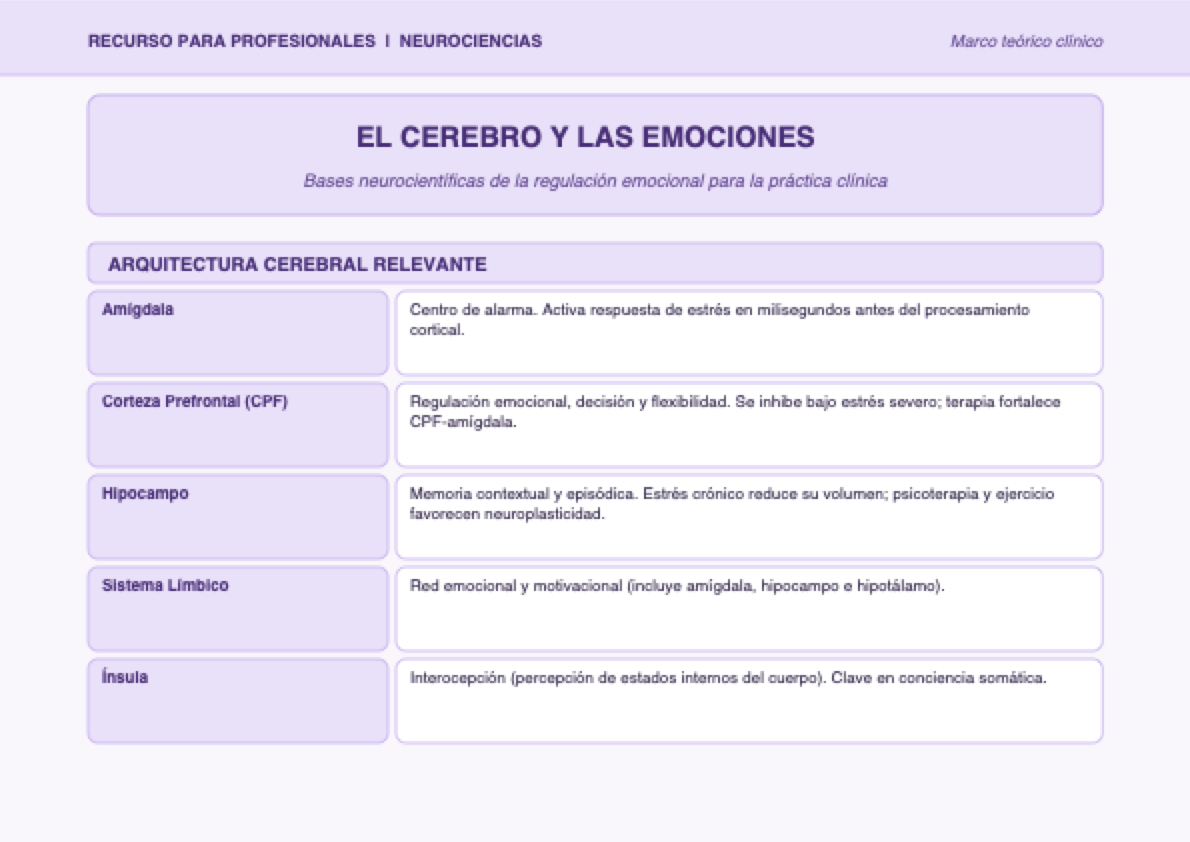 RECURSO PARA PROFESIONALES | NEUROCIENCIAS
Marco teórico clínico
EL CEREBRO Y LAS EMOCIONES
Bases neurocientíficas de la regulación emocional para la práctica clínica
ARQUITECTURA CEREBRAL RELEVANTE
Amígdala
Centro de alarma. Activa respuesta de estrés en milisegundos antes del procesamiento
cortical.
Corteza Prefrontal (CPF)
Regulación emocional, decisión y flexibilidad. Se inhibe bajo estrés severo; terapia fortalece
CPF-amígdala.
Hipocampo
Memoria contextual y episódica. Estrés crónico reduce su volumen; psicoterapia y ejercicio
favorecen neuroplasticidad.
Sistema Límbico
Red emocional y motivacional (incluye amígdala, hipocampo e hipotálamo).
Ínsula
Interocepción (percepción de estados internos del cuerpo). Clave en conciencia somática.